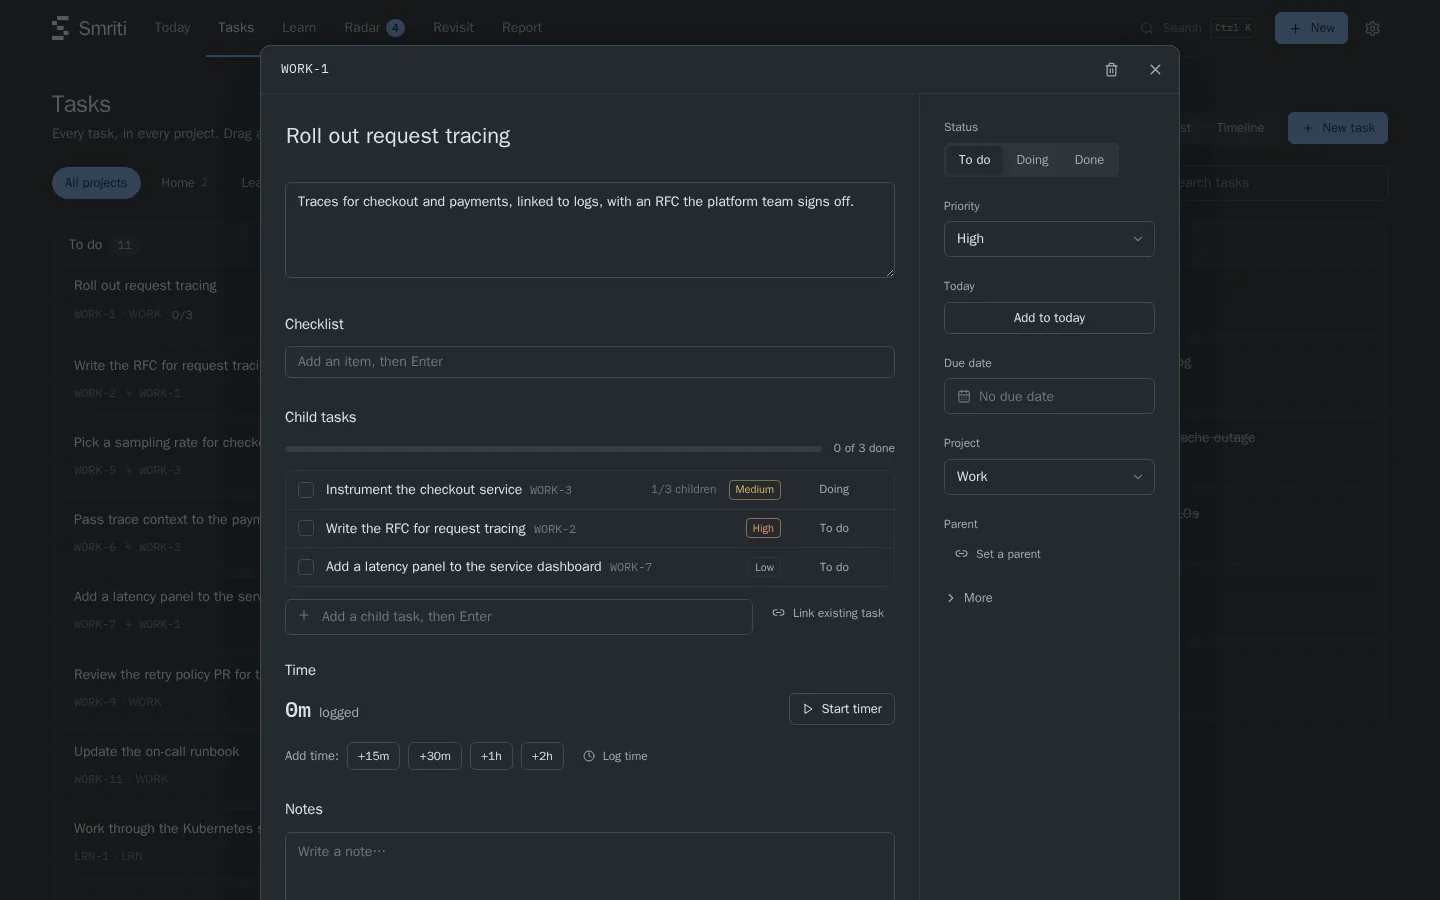 Smriti
Today
Tasks
Learn
Radar 4
Revisit
Report
Search Ctrl K
New
WORK-1
Tasks
Every task, in every project. Drag a
Timeline
New task
All projects
Home 2
To do 11
Roll out request tracing
WORK-1 · WORK 0/3
Write the RFC for request traci
WORK-2 ↳ WORK-1
Pick a sampling rate for check
WORK-5 ↳ WORK-3
Pass trace context to the paym
WORK-6 ↳ WORK-3
Add a latency panel to the serv
WORK-7 ↳ WORK-1
Review the retry policy PR for t
WORK-9 · WORK
Update the on-call runbook
WORK-11 · WORK
Work through the Kubernetes s
LRN-1 · LRN
Roll out request tracing
Traces for checkout and payments, linked to logs, with an RFC the platform team signs off.
Checklist
Add an item, then Enter
Child tasks
0 of 3 done
Instrument the checkout service WORK-3 1/3 children Medium Doing
Write the RFC for request tracing WORK-2 High To do
Add a latency panel to the service dashboard WORK-7 Low To do
Add a child task, then Enter
Link existing task
Time
0m logged
Start timer
Add time: +15m +30m +1h +2h Log time
Notes
Write a note…
Status
To do Doing Done
Priority
High
Today
Add to today
Due date
No due date
Project
Work
Parent
Set a parent
More
earch tasks
ache outage